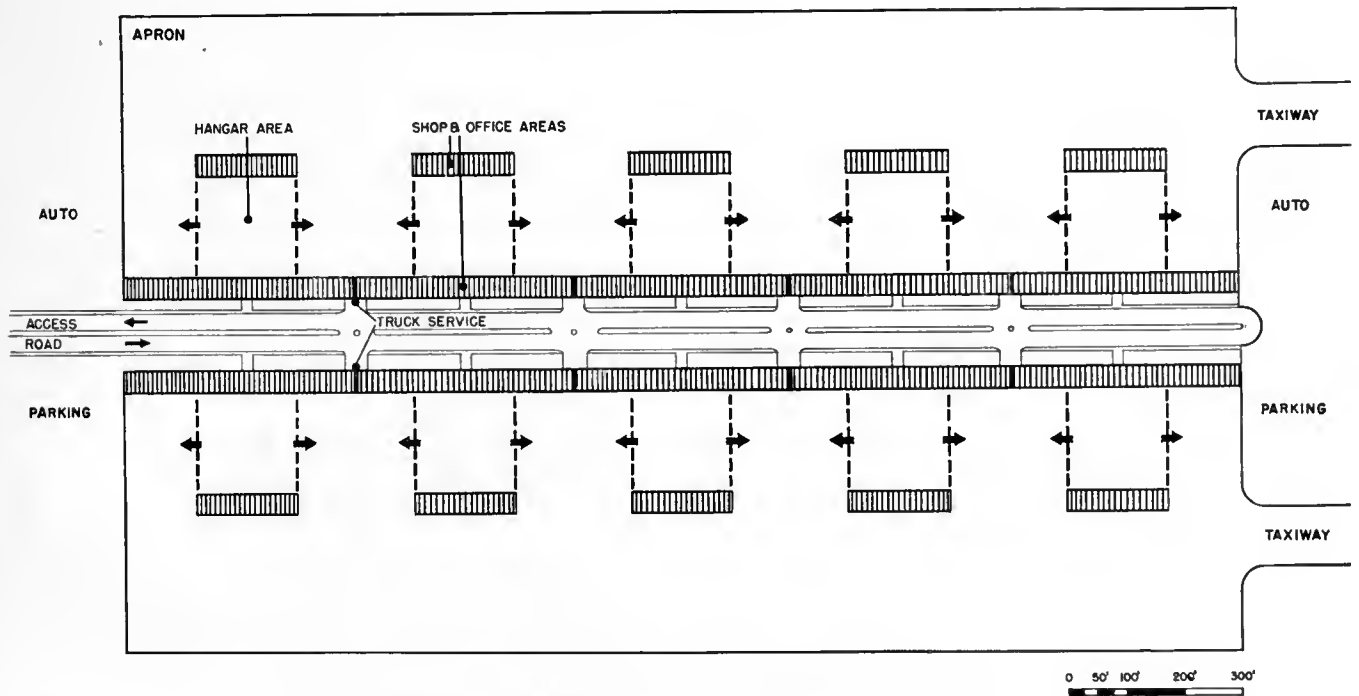 APRON
TAXIWAY
HANGAR AREA
SHOP & OFFICE AREAS
AUTO
AUTO
ACCESS
TRUCK SERVICE
ROAD
PARKING
PARKING
TAXIWAY
0 50' 100' 200' 300'